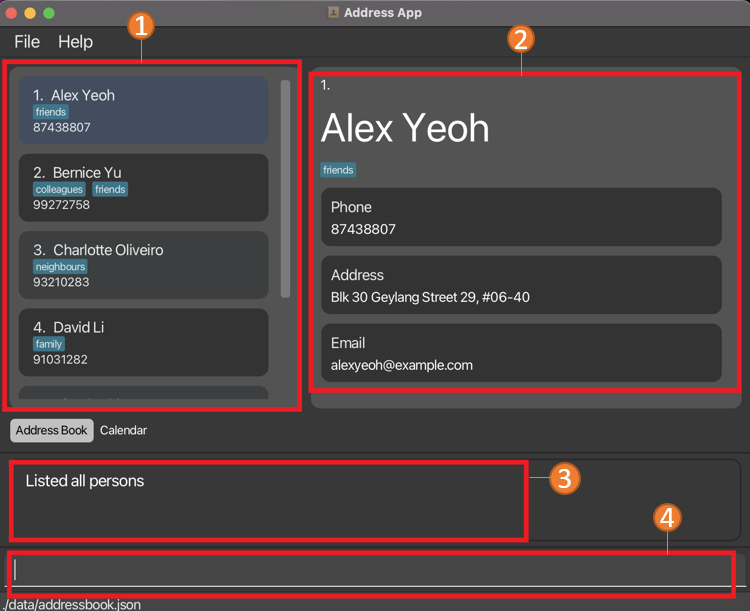 Address App
1
2
File Help
1. Alex Yeoh
friends
87438807
2. Bernice Yu
colleagues friends
99272758
3. Charlotte Oliveiro
neighbours
93210283
4. David Li
family
91031282
1.
Alex Yeoh
friends
Phone
87438807
Address
Blk 30 Geylang Street 29, #06-40
Email
alexyeoh@example.com
Address Book Calendar
Listed all persons
3
4
./data/addressbook.json